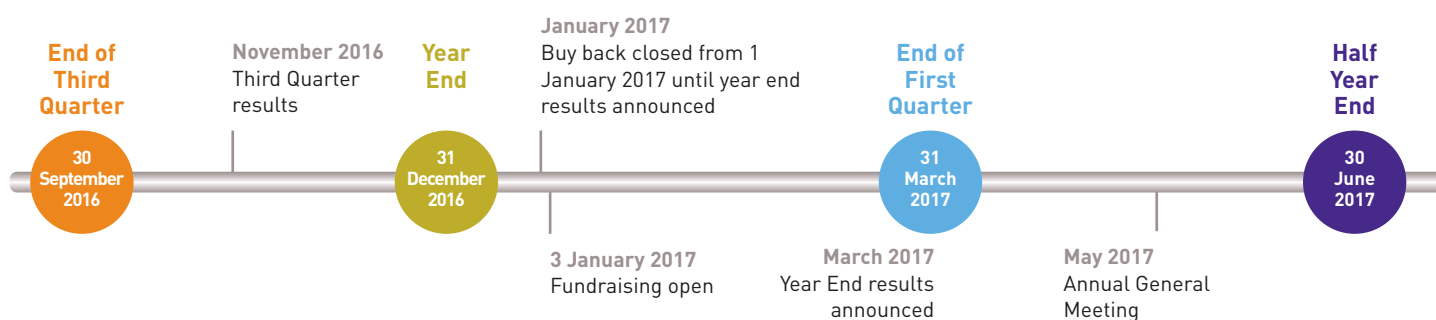 End of
Third
Quarter
30
September
2016
November 2016
Third Quarter
results
Year
End
31
December
2016
January 2017
Buy back closed from 1
January 2017 until year end
results announced
3 January 2017
Fundraising open
End of
First
Quarter
31
March
2017
March 2017
Year End results
announced
May 2017
Annual General
Meeting
Half
Year
End
30
June
2017